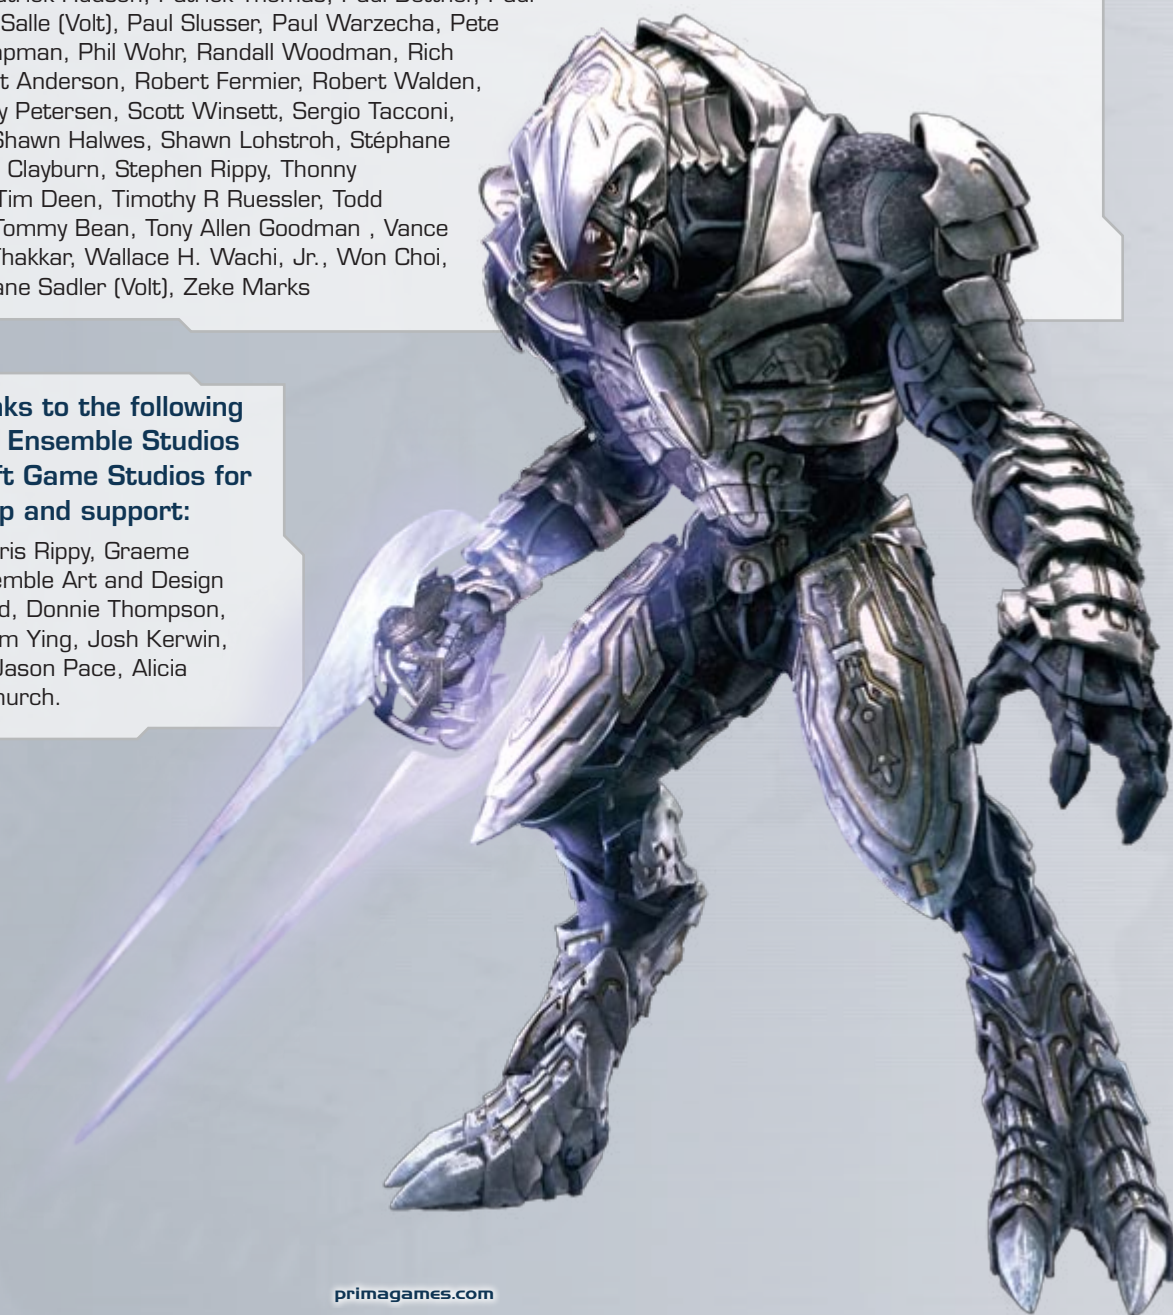 Salle (Volt), Paul Slusser, Paul Warzecha, Pete
pman, Phil Wohr, Randall Woodman, Rich
t Anderson, Robert Fermier, Robert Walden,
y Petersen, Scott Winsett, Sergio Tacconi,
Shawn Halwes, Shawn Lohstroh, Stéphane
Clayburn, Stephen Rippy, Thonny
Tim Deen, Timothy R Ruessler, Todd
Tommy Bean, Tony Allen Goodman , Vance
Thakkar, Wallace H. Wachi, Jr., Won Choi,
ane Sadler (Volt), Zeke Marks
ks to the following
Ensemble Studios
ft Game Studios for
p and support:
ris Rippy, Graeme
emble Art and Design
d, Donnie Thompson,
m Ying, Josh Kerwin,
Jason Pace, Alicia
hurch.
primagames.com